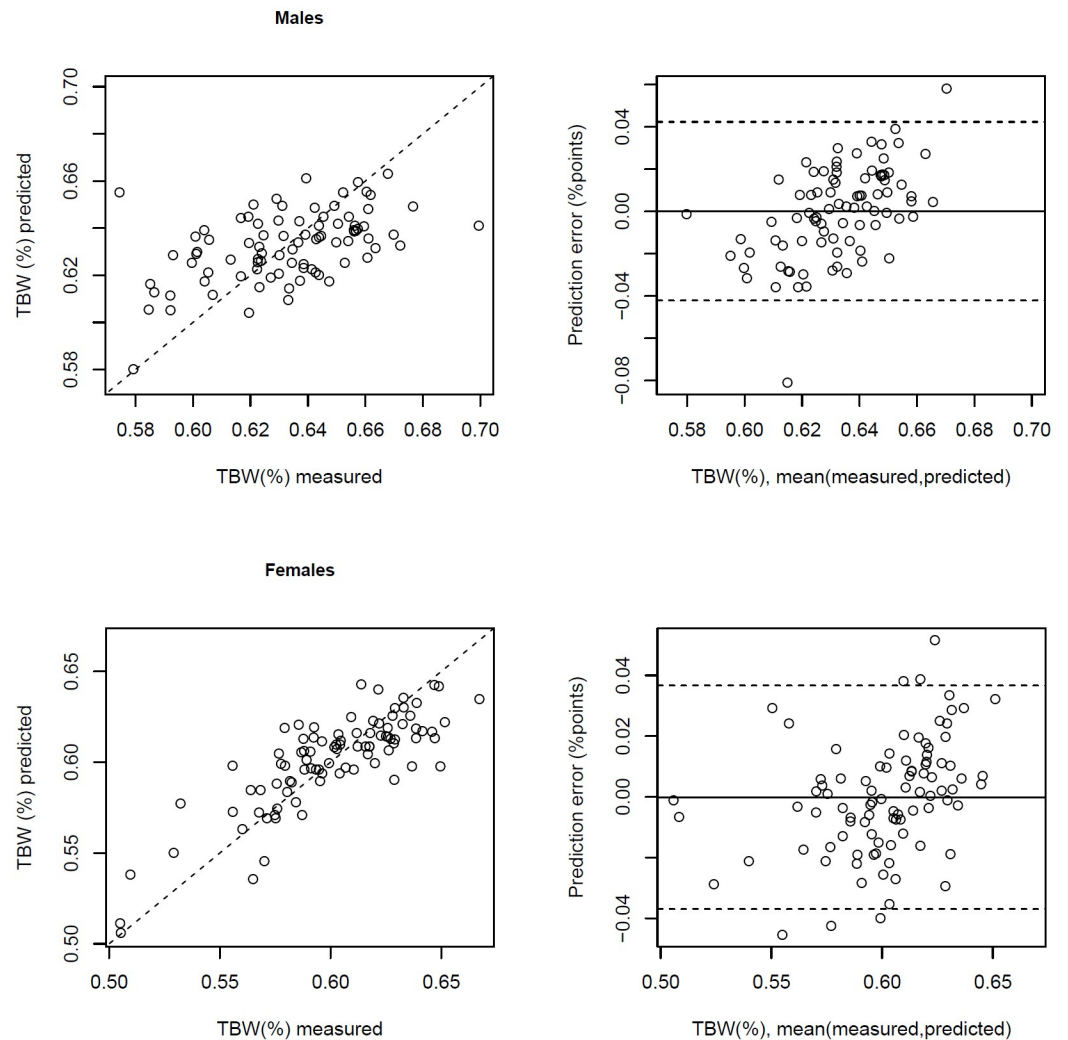 Males
TBW (%) predicted
0.58 0.62 0.66 0.70
0.58 0.60 0.62 0.64 0.66 0.68 0.70
TBW(%) measured
Prediction error (%points)
−0.08 −0.04 0.00 0.04
0.58 0.60 0.62 0.64 0.66 0.68 0.70
TBW(%), mean(measured,predicted)
Females
TBW (%) predicted
0.50 0.55 0.60 0.65
0.50 0.55 0.60 0.65
TBW(%) measured
Prediction error (%points)
−0.04 0.00 0.02 0.04
0.50 0.55 0.60 0.65
TBW(%), mean(measured,predicted)